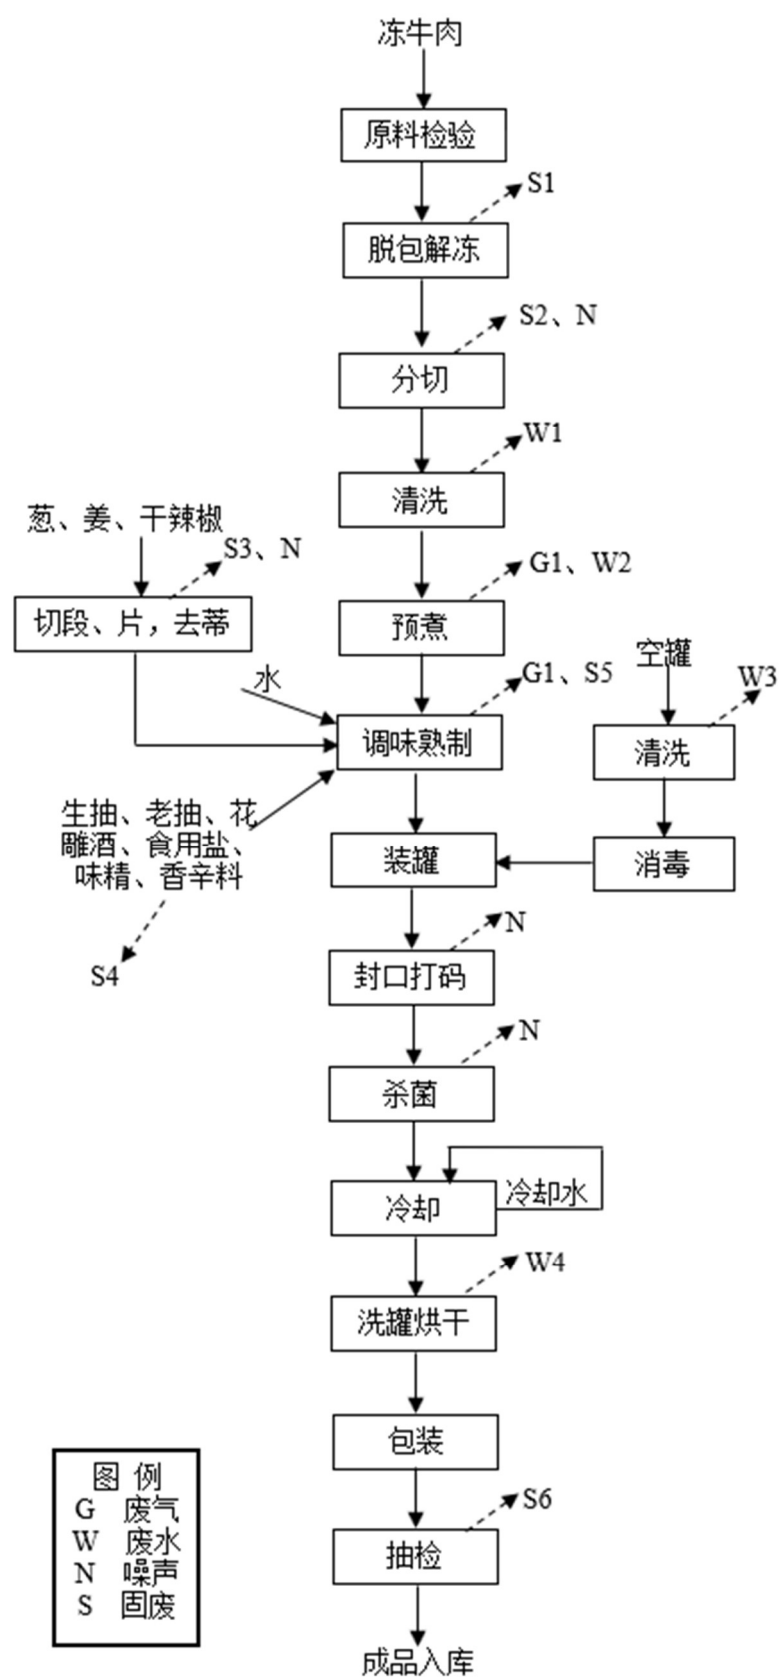 冻牛肉
原料检验
S1
脱包解冻
S2、N
分切
W1
清洗
葱、姜、干辣椒
S3、N
切段、片，去蒂
G1、W2
预煮
水
G1、S5
调味熟制
空罐
W3
清洗
消毒
生抽、老抽、花
雕酒、食用盐、
味精、香辛料
S4
装罐
N
封口打码
N
杀菌
冷却
冷却水
W4
洗罐烘干
包装
S6
抽检
成品入库
图 例
G 废气
W 废水
N 噪声
S 固废